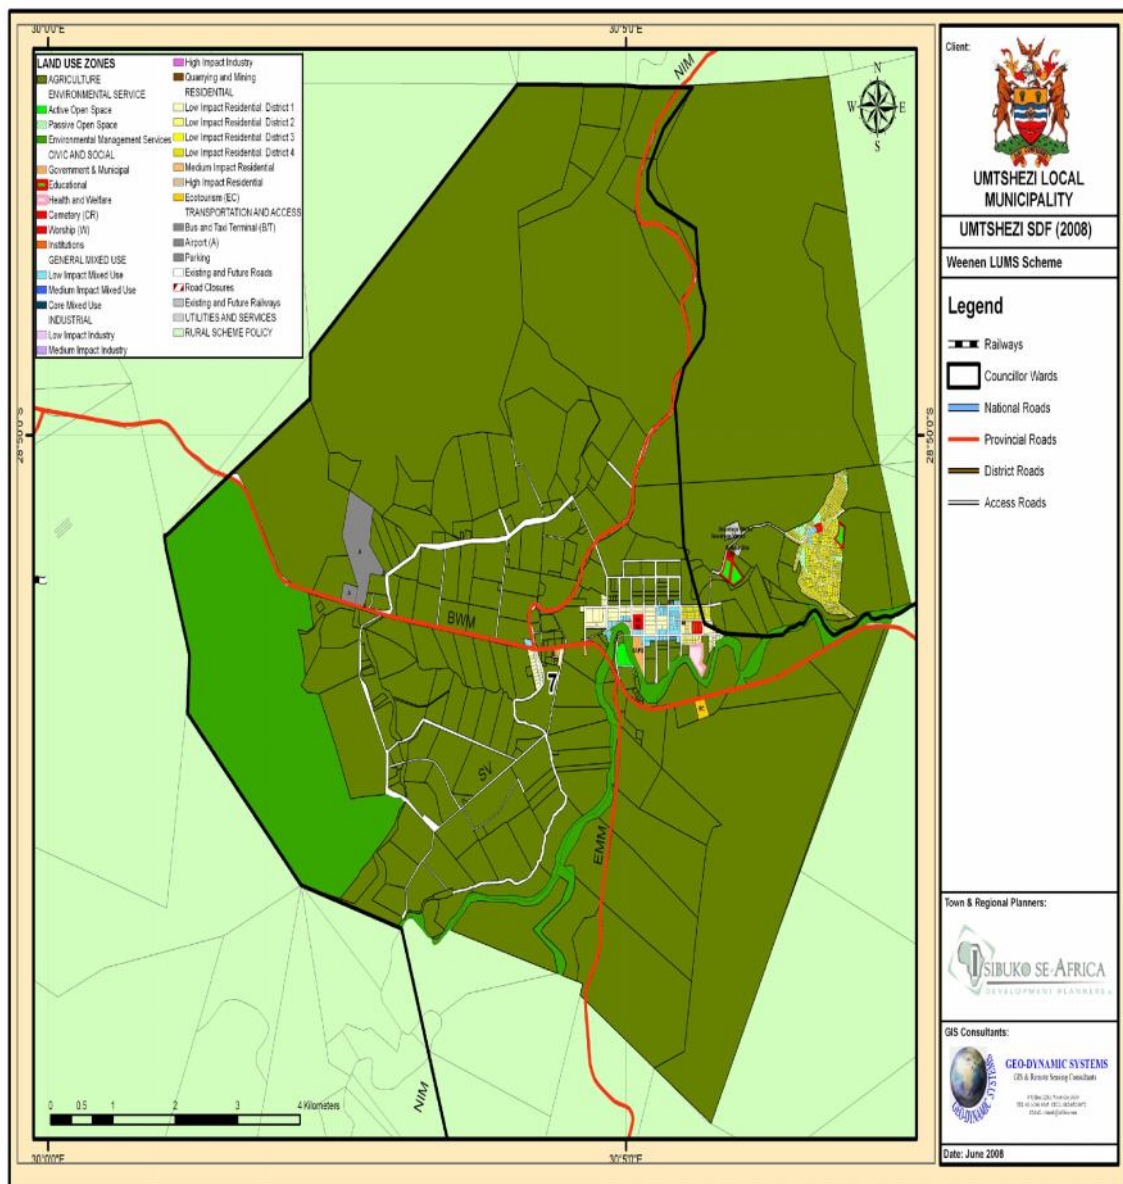 30°0'0"E
30°5'0"E
LAND USE ZONES
AGRICULTURE
ENVIRONMENTAL SERVICE
Active Open Space
Passive Open Space
Environmental Management Services
CIVIC AND SOCIAL
Government & Municipal
Educational
Health and Welfare
Cemetery (CR)
Worship (W)
Institutions
GENERAL MIXED USE
Low Impact Mixed Use
Medium Impact Mixed Use
Core Mixed Use
INDUSTRIAL
Low Impact Industry
Medium Impact Industry
High Impact Industry
Quarrying and Mining
RESIDENTIAL
Low Impact Residential: District 1
Low Impact Residential: District 2
Low Impact Residential: District 3
Low Impact Residential: District 4
Medium Impact Residential
High Impact Residential
Ecotourism (EC)
TRANSPORTATION AND ACCESS
Bus and Taxi Terminal (B/T)
Airport (A)
Parking
Existing and Future Roads
Road Closures
Existing and Future Railways
UTILITIES AND SERVICES
RURAL SCHEME POLICY
NIM
N
W
E
S
28°50'0"S
28°50'0"S
BWM
7
SV
EMM
NIM
0 0.5 1 2 3 4 Kilometers
30°0'0"E
30°5'0"E
Client:
UMTSHEZI LOCAL
MUNICIPALITY
UMTSHEZI SDF (2008)
Weenen LUMS Scheme
Legend
Railways
Councillor Wards
National Roads
Provincial Roads
District Roads
Access Roads
Town & Regional Planners:
ISIBUKO SE-AFRICA
DEVELOPMENT PLANNERS
GIS Consultants:
GEO-DYNAMIC SYSTEMS
GEO-DYNAMIC SYSTEMS
GIS & Remote Sensing Consultants
Date: June 2008